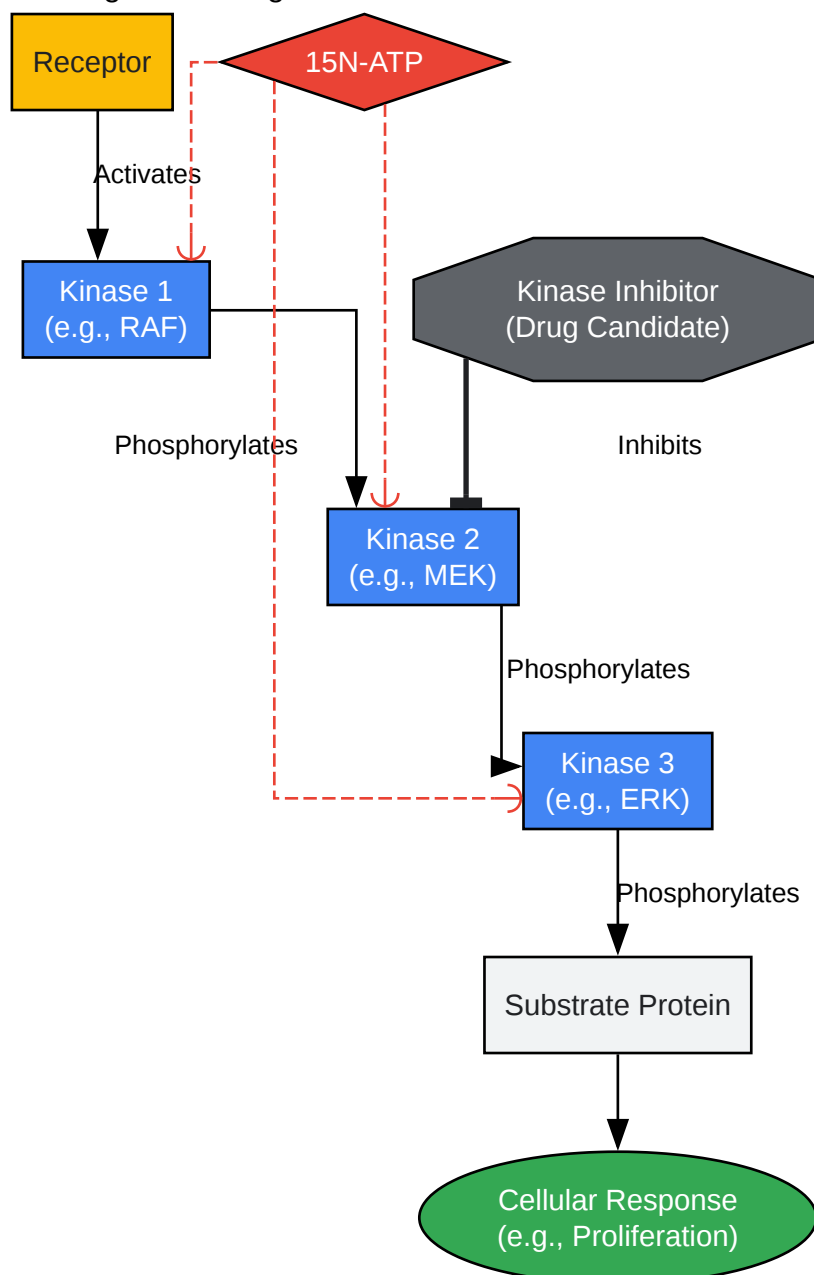 Receptor
15N-ATP
Activates
Kinase 1
(e.g., RAF)
Kinase Inhibitor
(Drug Candidate)
Phosphorylates
Inhibits
Kinase 2
(e.g., MEK)
Phosphorylates
Kinase 3
(e.g., ERK)
Phosphorylates
Substrate Protein
Cellular Response
(e.g., Proliferation)